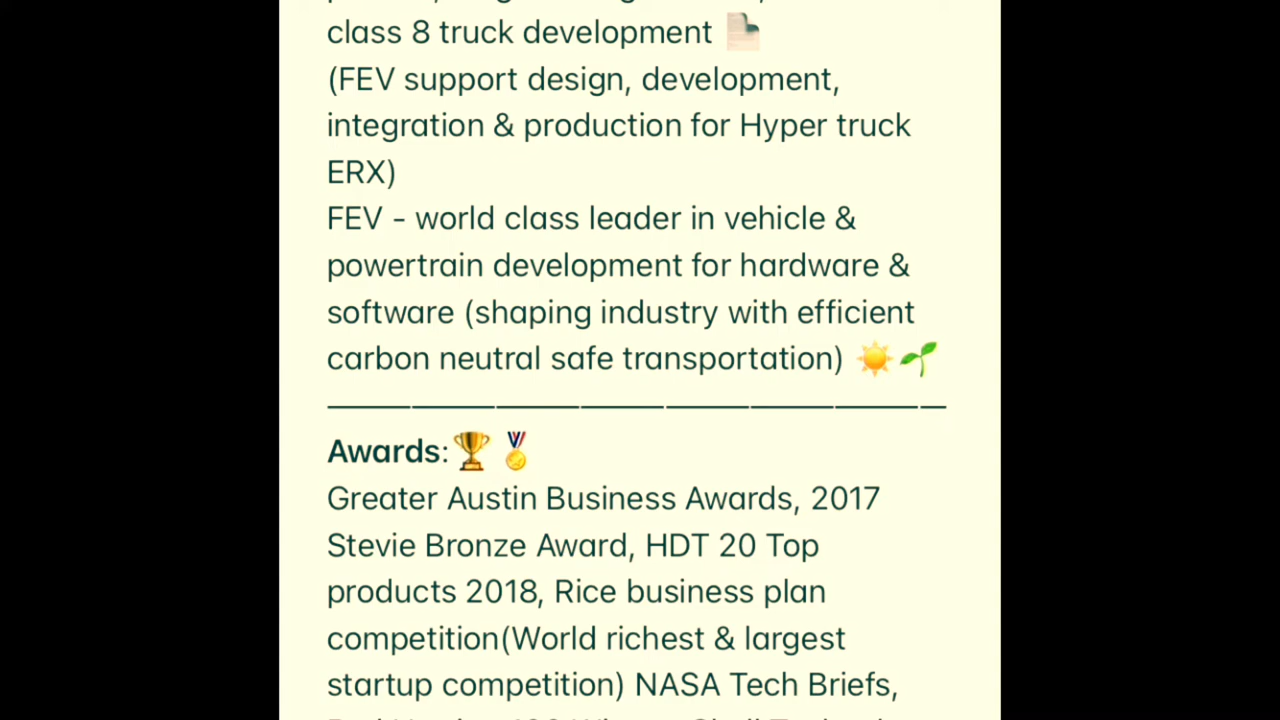 class 8 truck development
(FEV support design, development,
integration & production for Hyper truck
ERX)
FEV - world class leader in vehicle &
powertrain development for hardware &
software (shaping industry with efficient
carbon neutral safe transportation) ☀️🌱
Awards:🏆🏅
Greater Austin Business Awards, 2017
Stevie Bronze Award, HDT 20 Top
products 2018, Rice business plan
competition(World richest & largest
startup competition) NASA Tech Briefs,